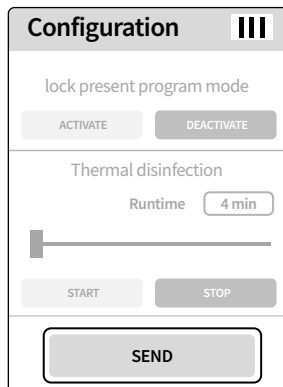 Configuration
lock present program mode
ACTIVATE DEACTIVATE
Thermal disinfection
Runtime 4 min
START STOP
SEND